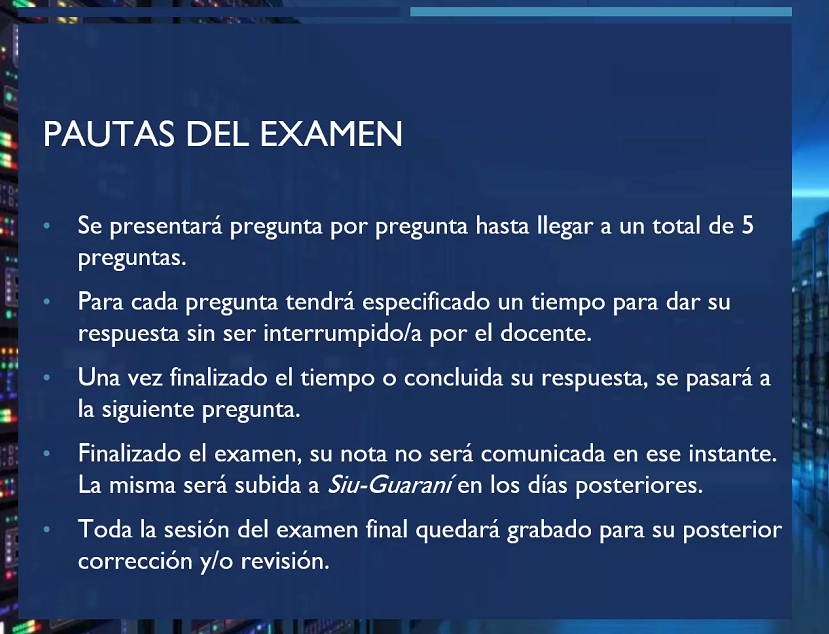 PAUTAS DEL EXAMEN
• Se presentará pregunta por pregunta hasta llegar a un total de 5
preguntas.
• Para cada pregunta tendrá especificado un tiempo para dar su
respuesta sin ser interrumpido/a por el docente.
• Una vez finalizado el tiempo o concluida su respuesta, se pasará a
la siguiente pregunta.
• Finalizado el examen, su nota no será comunicada en ese instante.
La misma será subida a Siu-Guaraní en los días posteriores.
• Toda la sesión del examen final quedará grabado para su posterior
corrección y/o revisión.